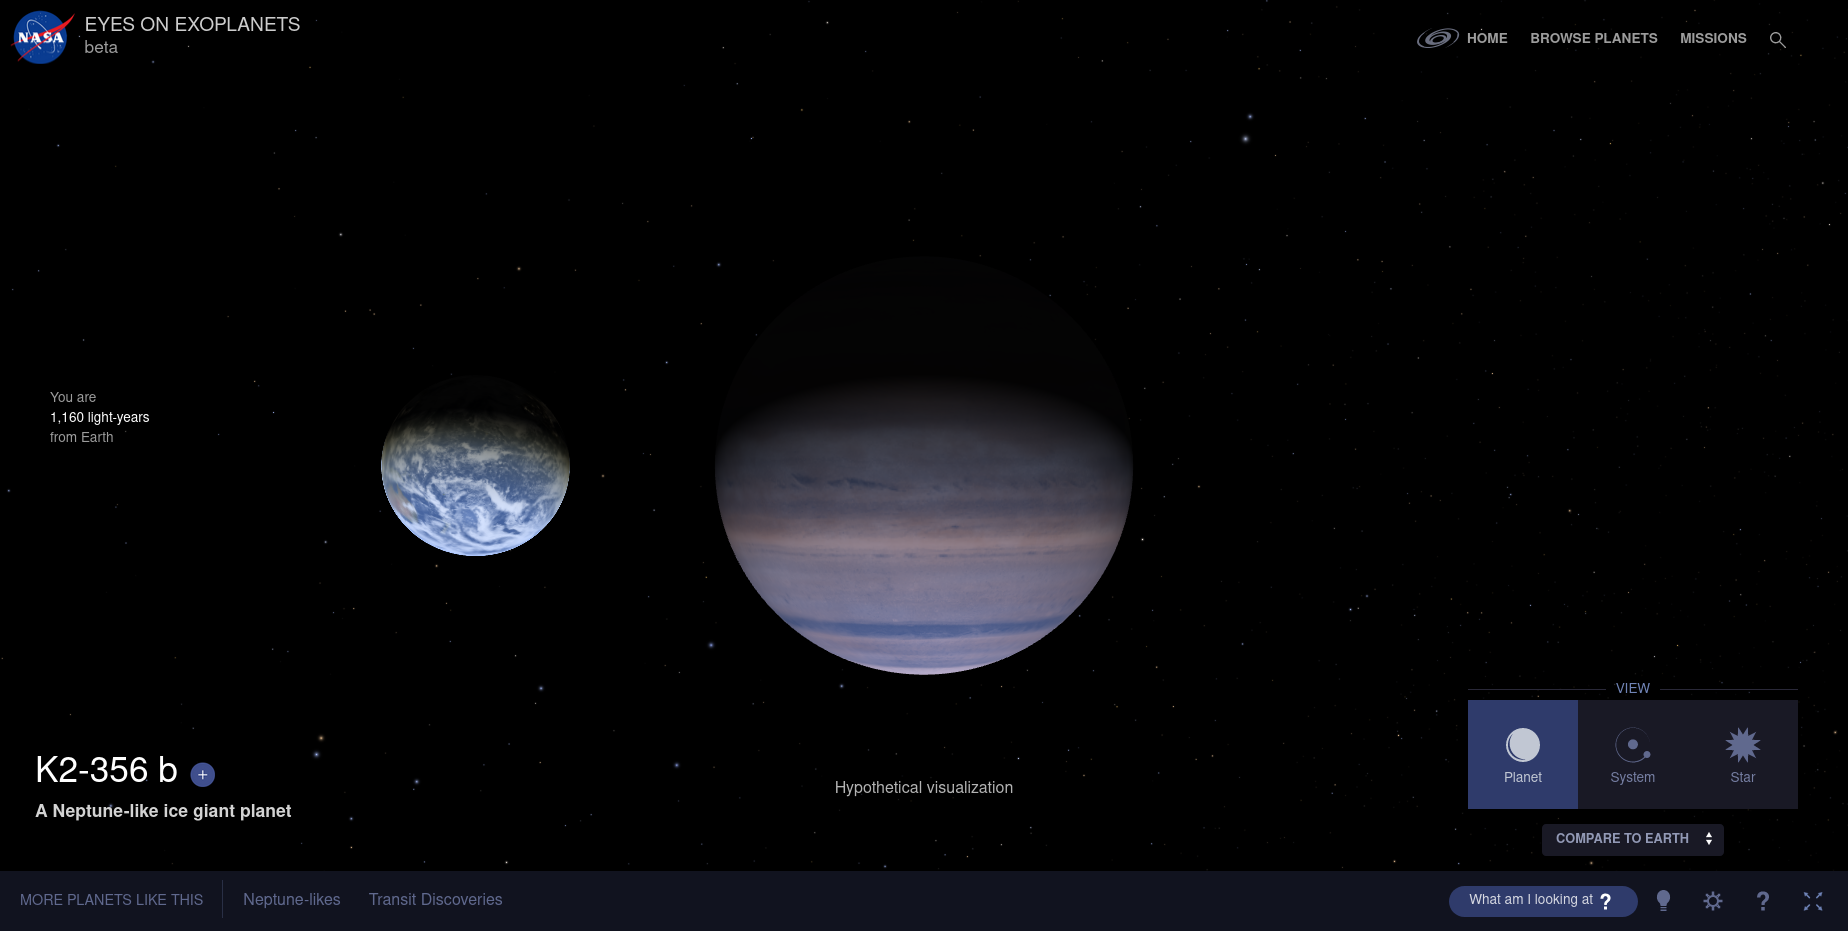 NASA
EYES ON EXOPLANETS
beta
HOME
BROWSE PLANETS
MISSIONS
You are
1,160 light-years
from Earth
VIEW
Planet
System
Star
K2-356 b +
A Neptune-like ice giant planet
Hypothetical visualization
COMPARE TO EARTH
MORE PLANETS LIKE THIS
Neptune-likes
Transit Discoveries
What am I looking at ?
?